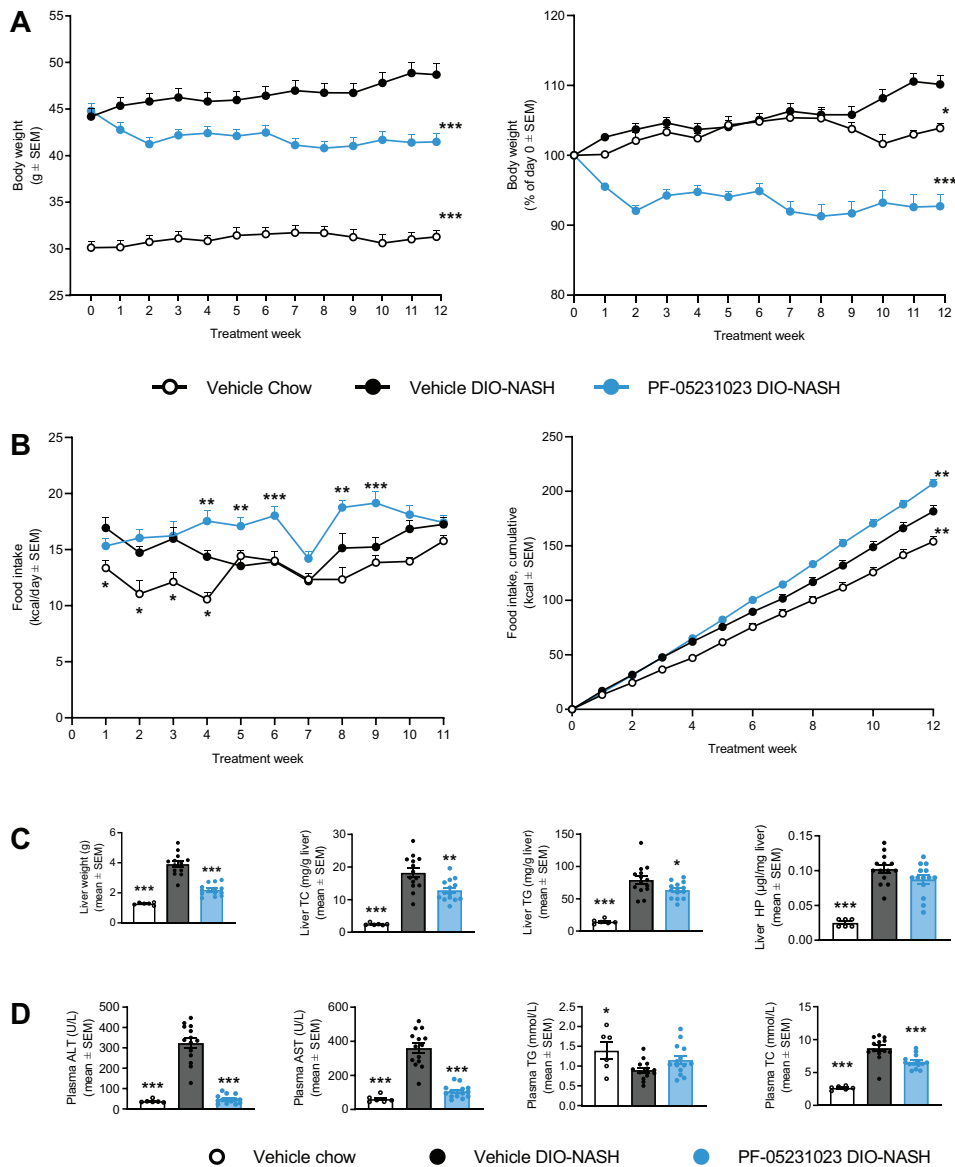 A
Body weight
(g ± SEM)
55
50
45
40
35
30
25
***
***
0 1 2 3 4 5 6 7 8 9 10 11 12
Treatment week
Body weight
(% of day 0 ± SEM)
120
110
100
90
80
*
***
0 1 2 3 4 5 6 7 8 9 10 11 12
Treatment week
Vehicle Chow Vehicle DIO-NASH PF-05231023 DIO-NASH
B
Food intake
(kcal/day ± SEM)
25
20
15
10
5
0
** ** *** ** ***
* * * *
0 1 2 3 4 5 6 7 8 9 10 11
Treatment week
Food intake, cumulative
(kcal ± SEM)
250
200
150
100
50
0
**
**
0 2 4 6 8 10 12
Treatment week
C
Liver weight (g)
(mean ± SEM)
6
4
2
0
*** ***
Liver TC (mg/g liver)
(mean ± SEM)
30
20
10
0
*** **
Liver TG (mg/g liver)
(mean ± SEM)
150
100
50
0
*** *
Liver HP (µg/mg liver)
(mean ± SEM)
0.15
0.10
0.05
0.00
***
D
Plasma ALT (U/L)
(mean ± SEM)
500
400
300
200
100
0
*** ***
Plasma AST (U/L)
(mean ± SEM)
600
400
200
0
*** ***
Plasma TG (mmol/L)
(mean ± SEM)
2.5
2.0
1.5
1.0
0.5
0.0
*
Plasma TC (mmol/L)
(mean ± SEM)
15
10
5
0
*** ***
Vehicle chow Vehicle DIO-NASH PF-05231023 DIO-NASH